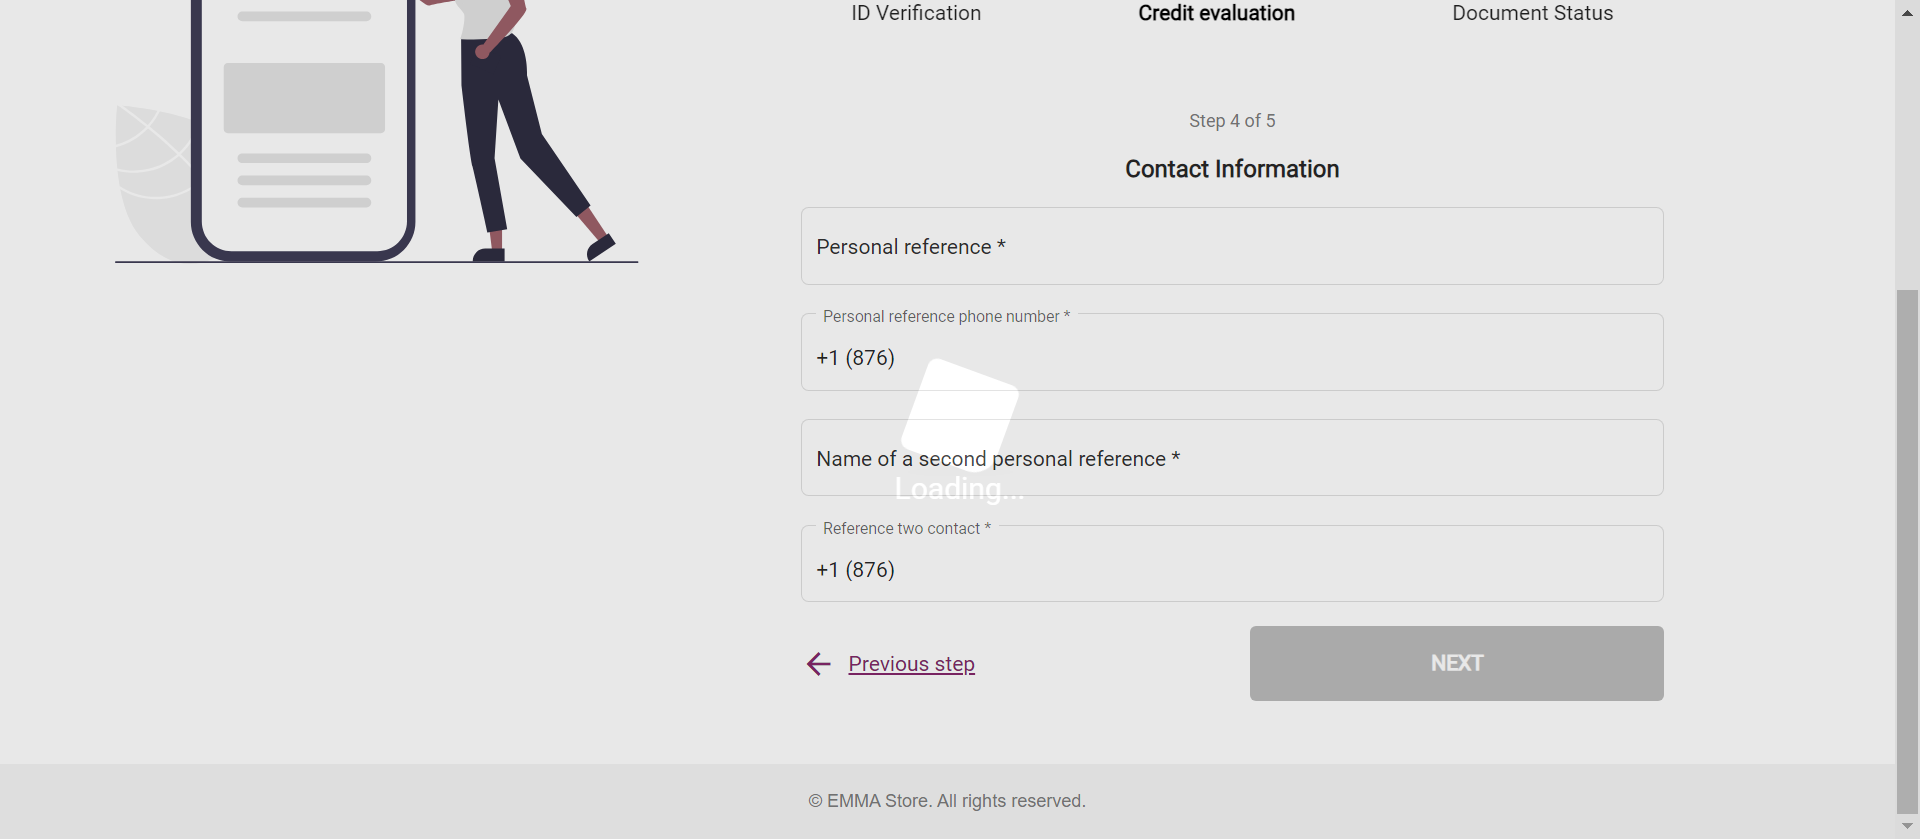 ID Verification
Credit evaluation
Document Status
Step 4 of 5
Contact Information
Personal reference *
Personal reference phone number *
+1 (876)
Name of a second personal reference *
Loading...
Reference two contact *
+1 (876)
Previous step
NEXT
© EMMA Store. All rights reserved.